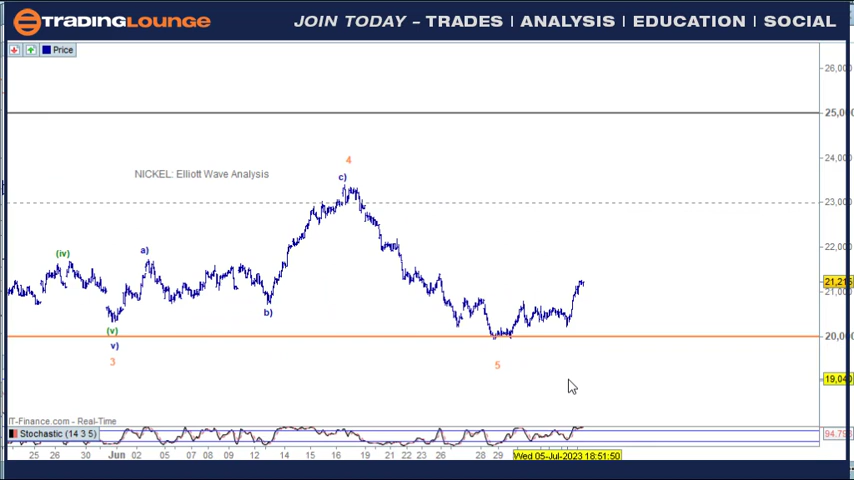 TRADINGLOUNGE JOIN TODAY – TRADES | ANALYSIS | EDUCATION | SOCIAL
Price
26,000
25,000
4
24,000
NICKEL: Elliott Wave Analysis
c)
23,000
(iv)
a)
22,000
21,215
21,000
b)
(v)
20,000
v)
3
5
19,040
IT-Finance.com - Real-Time
Stochastic (14 3 5)
25 26 30 Jun 02 05 07 08 09 12 14 15 16 19 21 22 23 26 28 29 Wed 05-Jul-2023 18:51:50